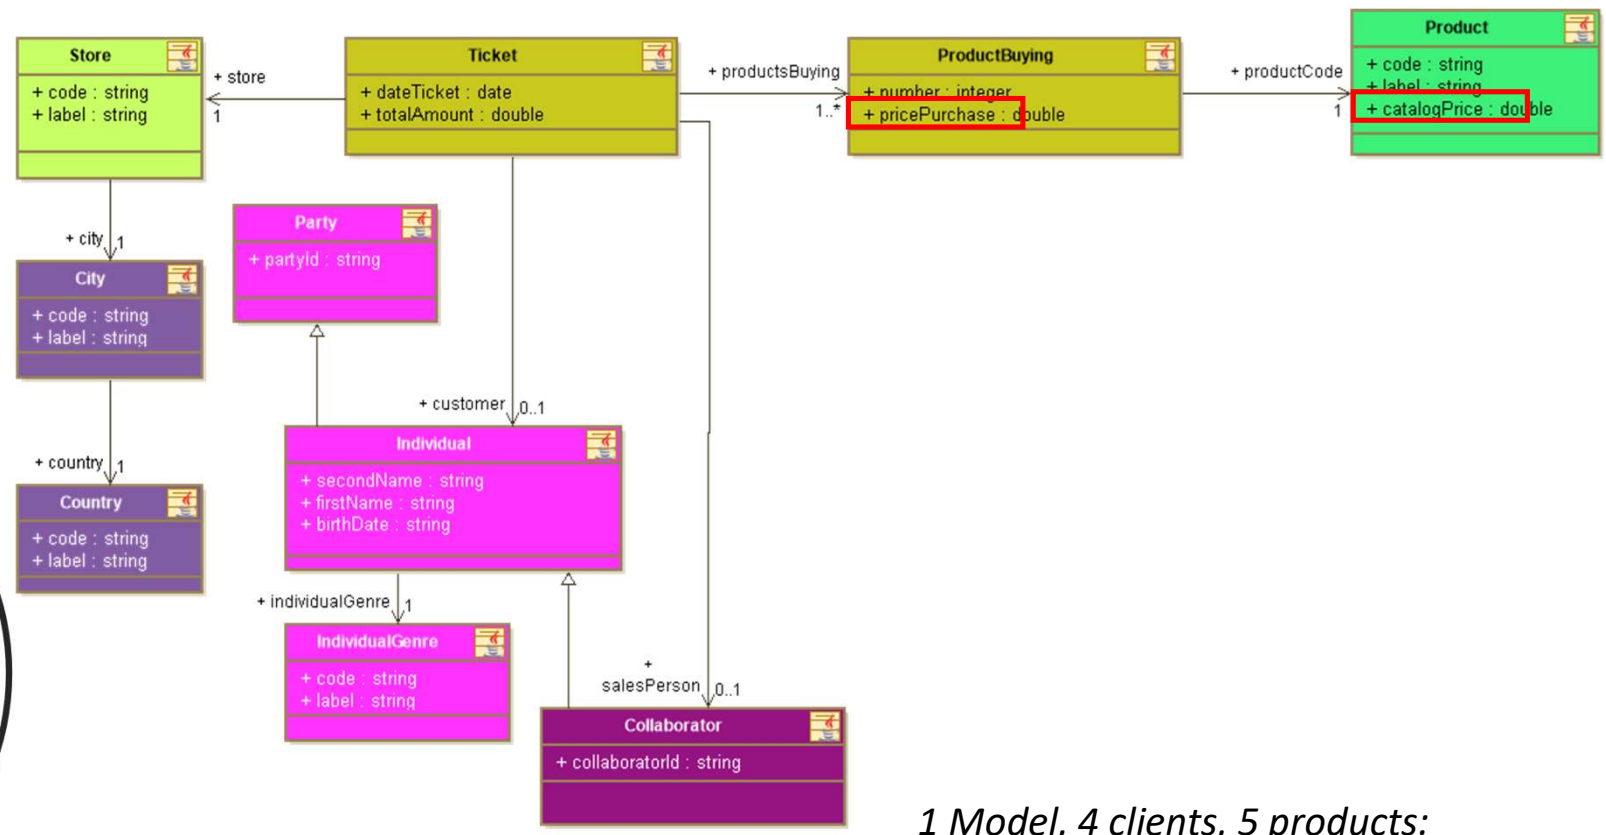 Store
+ code : string
+ label : string
+ store
1
Ticket
+ dateTicket : date
+ totalAmount : double
+ productsBuying
1..*
ProductBuying
+ number : integer
+ pricePurchase : double
+ productCode
1
Product
+ code : string
+ label : string
+ catalogPrice : double
+ city
1
City
+ code : string
+ label : string
Party
+ partyId : string
+ customer
0..1
+ country
1
Country
+ code : string
+ label : string
Individual
+ secondName : string
+ firstName : string
+ birthDate : string
+ individualGenre
1
IndividualGenre
+ code : string
+ label : string
+
salesPerson
0..1
Collaborator
+ collaboratorId : string
1 Model, 4 clients, 5 products: